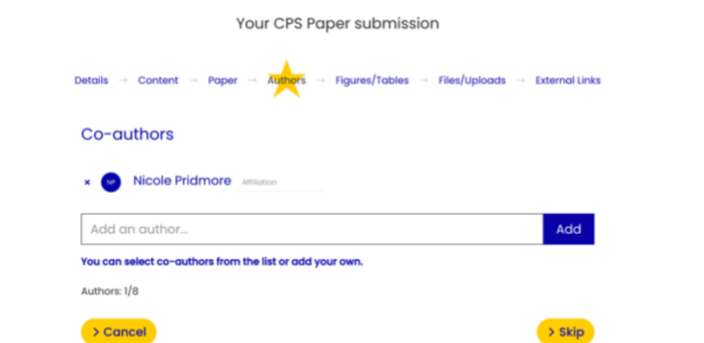 Your CPS Paper submission
Details → Content → Paper → Authors → Figures/Tables → Files/Uploads → External Links
Co-authors
× NP Nicole Pridmore Affiliation
Add an author... Add
You can select co-authors from the list or add your own.
Authors: 1/8
> Cancel > Skip